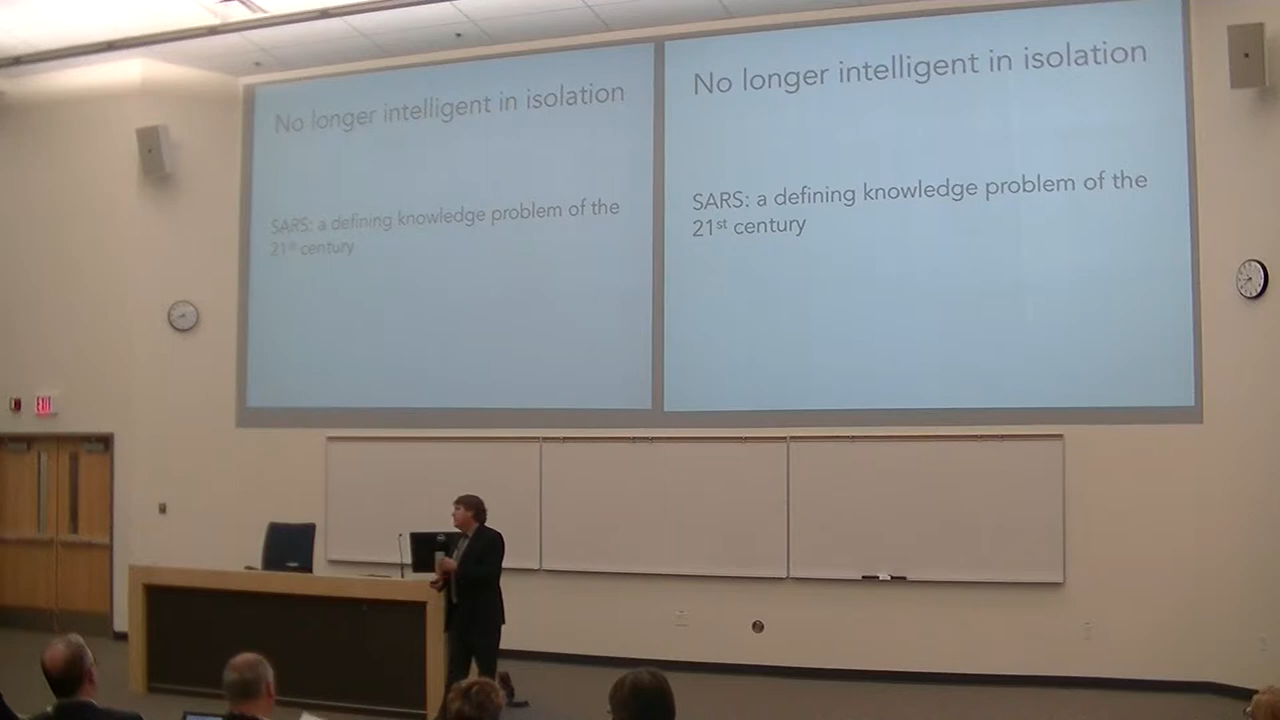 No longer intelligent in isolation
SARS: a defining knowledge problem of the
21st century
No longer intelligent in isolation
SARS: a defining knowledge problem of the
21st century
EXIT